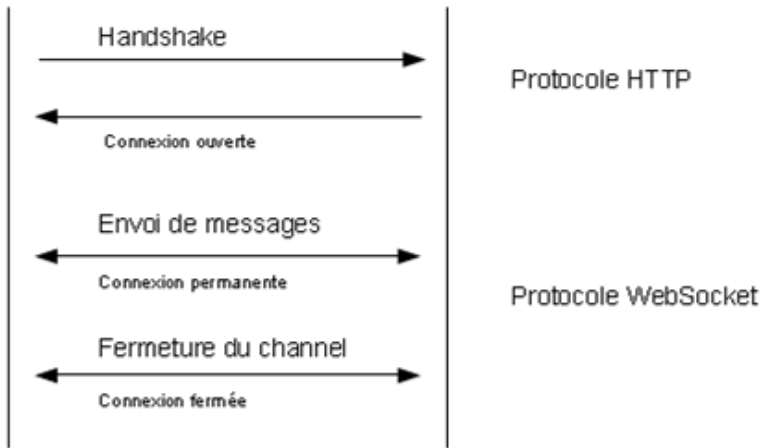 Handshake
Protocole HTTP
Connexion ouverte
Envoi de messages
Connexion permanente
Protocole WebSocket
Fermeture du channel
Connexion fermée